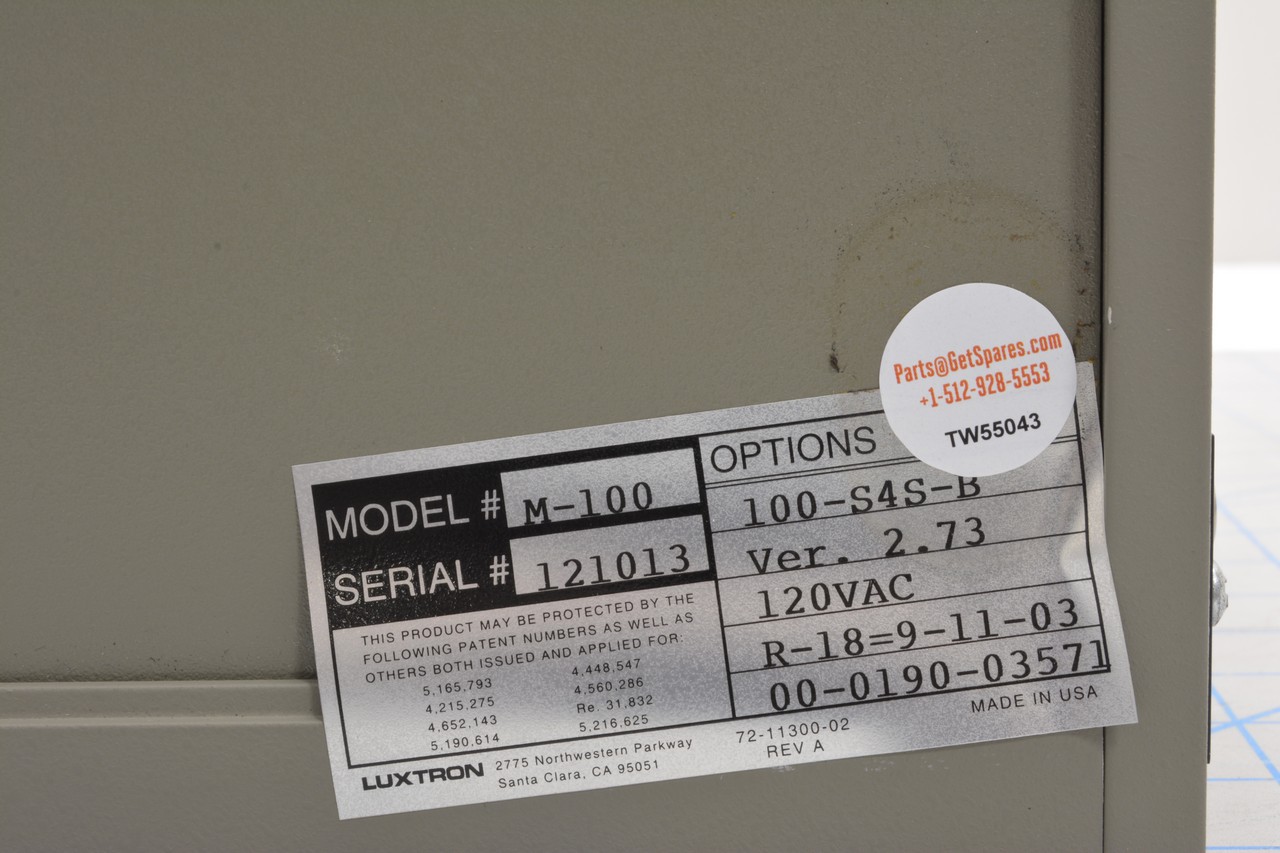 Parts@GetSpares.com
+1-512-928-5553
TW55043
MODEL # M-100
SERIAL # 121013
THIS PRODUCT MAY BE PROTECTED BY THE
FOLLOWING PATENT NUMBERS AS WELL AS
OTHERS BOTH ISSUED AND APPLIED FOR:
5,165,793 4,448,547
4,215,275 4,560,286
4,652,143 Re. 31,832
5,190,614 5,216,625
OPTIONS
100-S4S-B
Ver. 2.73
120VAC
R-18=9-11-03
00-0190-03571
MADE IN USA
LUXTRON
2775 Northwestern Parkway
Santa Clara, CA 95051
72-11300-02
REV A